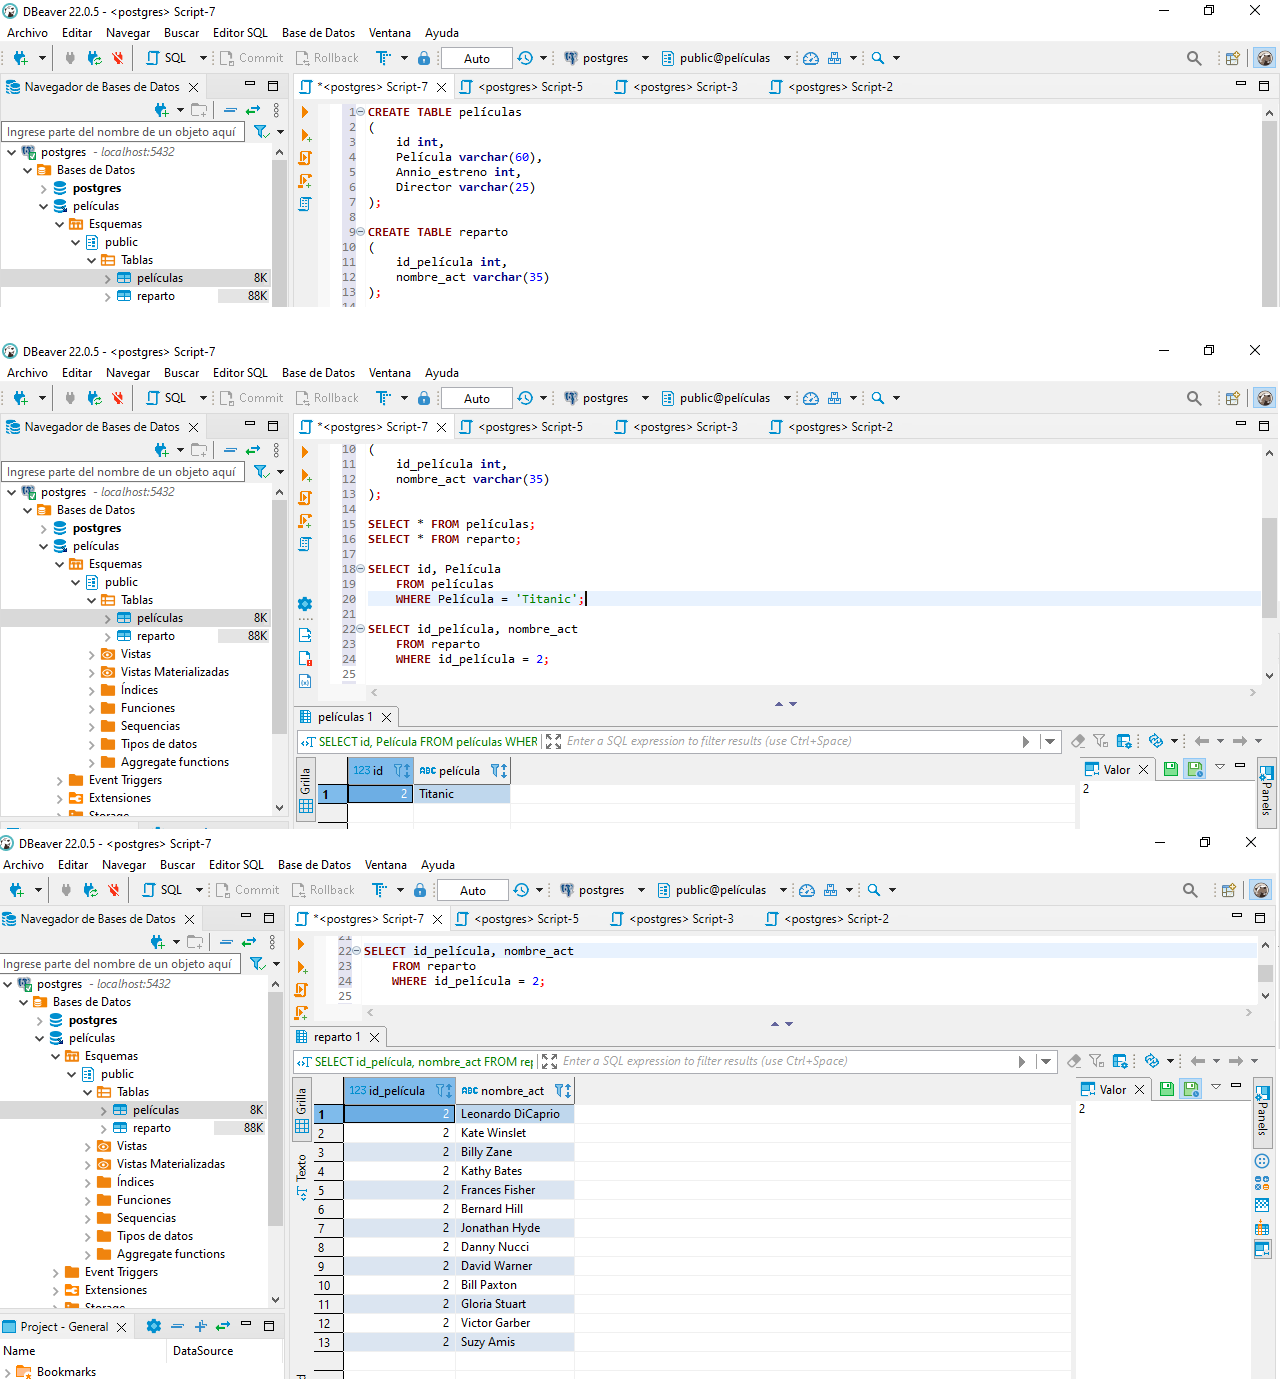 DBeaver 22.0.5 - <postgres> Script-7
Archivo Editar Navegar Buscar Editor SQL Base de Datos Ventana Ayuda
SQL Commit Rollback Auto postgres public@películas
Navegador de Bases de Datos *<postgres> Script-7 <postgres> Script-5 <postgres> Script-3 <postgres> Script-2
Ingrese parte del nombre de un objeto aquí
postgres - localhost:5432
Bases de Datos
postgres
películas
Esquemas
public
Tablas
películas 8K
reparto 88K
1 CREATE TABLE películas
2 (
3 id int,
4 Película varchar(60),
5 Annio_estreno int,
6 Director varchar(25)
7 );
8
9 CREATE TABLE reparto
10 (
11 id_película int,
12 nombre_act varchar(35)
13 );
DBeaver 22.0.5 - <postgres> Script-7
Archivo Editar Navegar Buscar Editor SQL Base de Datos Ventana Ayuda
SQL Commit Rollback Auto postgres public@películas
Navegador de Bases de Datos *<postgres> Script-7 <postgres> Script-5 <postgres> Script-3 <postgres> Script-2
Ingrese parte del nombre de un objeto aquí
postgres - localhost:5432
Bases de Datos
postgres
películas
Esquemas
public
Tablas
películas 8K
reparto 88K
Vistas
Vistas Materializadas
Índices
Funciones
Sequencias
Tipos de datos
Aggregate functions
Event Triggers
Extensiones
Storage
10 (
11 id_película int,
12 nombre_act varchar(35)
13 );
14
15 SELECT * FROM películas;
16 SELECT * FROM reparto;
17
18 SELECT id, Película
19 FROM películas
20 WHERE Película = 'Titanic';
21
22 SELECT id_película, nombre_act
23 FROM reparto
24 WHERE id_película = 2;
25
películas 1
SELECT id, Película FROM películas WHER Enter a SQL expression to filter results (use Ctrl+Space)
Grilla
123 id ABC película
1 2 Titanic
Valor
2
Panels
DBeaver 22.0.5 - <postgres> Script-7
Archivo Editar Navegar Buscar Editor SQL Base de Datos Ventana Ayuda
SQL Commit Rollback Auto postgres public@películas
Navegador de Bases de Datos *<postgres> Script-7 <postgres> Script-5 <postgres> Script-3 <postgres> Script-2
Ingrese parte del nombre de un objeto aquí
postgres - localhost:5432
Bases de Datos
postgres
películas
Esquemas
public
Tablas
películas 8K
reparto 88K
Vistas
Vistas Materializadas
Índices
Funciones
Sequencias
Tipos de datos
Aggregate functions
Event Triggers
Extensiones
Storage
Project - General
Name DataSource
Bookmarks
21
22 SELECT id_película, nombre_act
23 FROM reparto
24 WHERE id_película = 2;
25
reparto 1
SELECT id_película, nombre_act FROM rep Enter a SQL expression to filter results (use Ctrl+Space)
Grilla
Texto
123 id_película ABC nombre_act
1 2 Leonardo DiCaprio
2 2 Kate Winslet
3 2 Billy Zane
4 2 Kathy Bates
5 2 Frances Fisher
6 2 Bernard Hill
7 2 Jonathan Hyde
8 2 Danny Nucci
9 2 David Warner
10 2 Bill Paxton
11 2 Gloria Stuart
12 2 Victor Garber
13 2 Suzy Amis
Valor
2
Panels